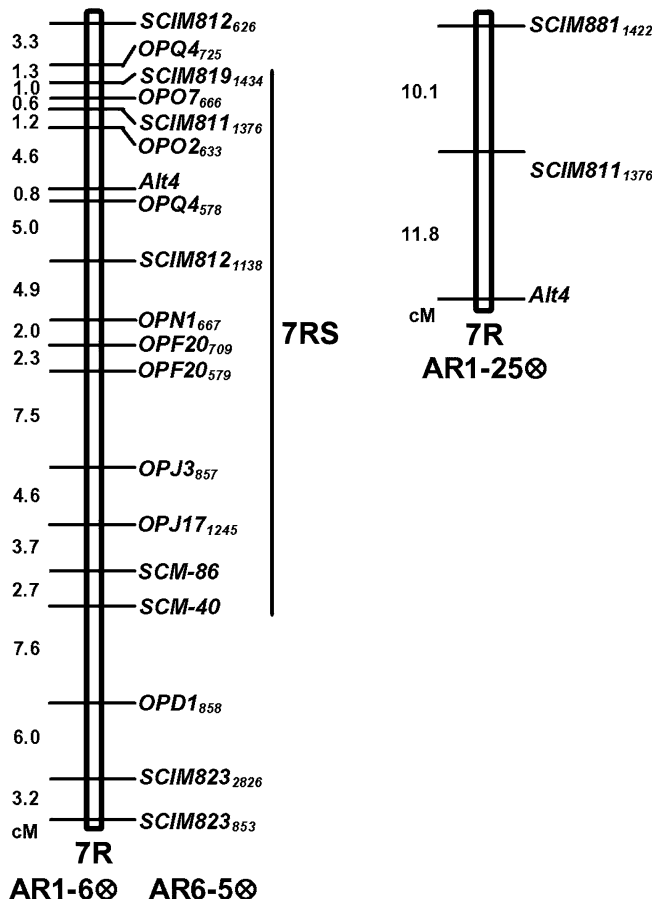 SCIM812626
3.3
OPQ4725
1.3
SCIM8191434
1.0
OPO7666
0.6
SCIM8111376
1.2
OPO2633
4.6
Alt4
0.8
OPQ4578
5.0
SCIM8121138
4.9
OPN1667
2.0
OPF20709
2.3
OPF20579
7.5
OPJ3857
4.6
OPJ171245
3.7
SCM-86
2.7
SCM-40
7.6
OPD1858
6.0
SCIM8232826
3.2
SCIM823853
cM
7R
AR1-6⊗ AR6-5⊗
7RS
SCIM8811422
10.1
SCIM8111376
11.8
Alt4
cM
7R
AR1-25⊗